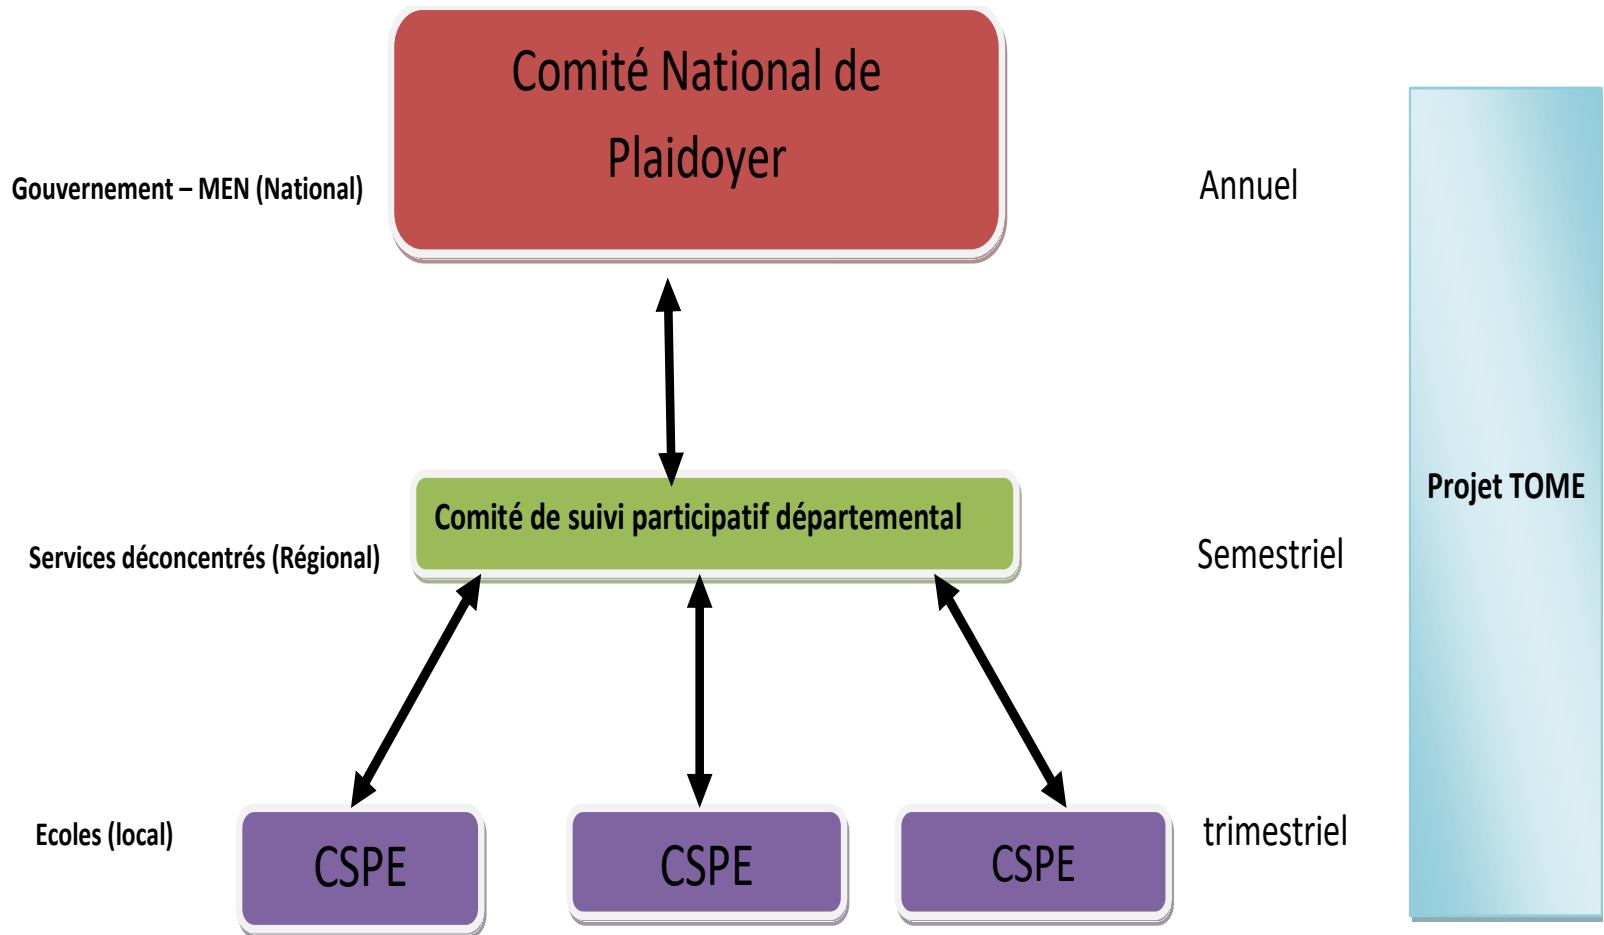 Comité National de
Plaidoyer
Gouvernement – MEN (National)
Annuel
Projet TOME
Comité de suivi participatif départemental
Services déconcentrés (Régional)
Semestriel
Ecoles (local)
CSPE
CSPE
CSPE
trimestriel